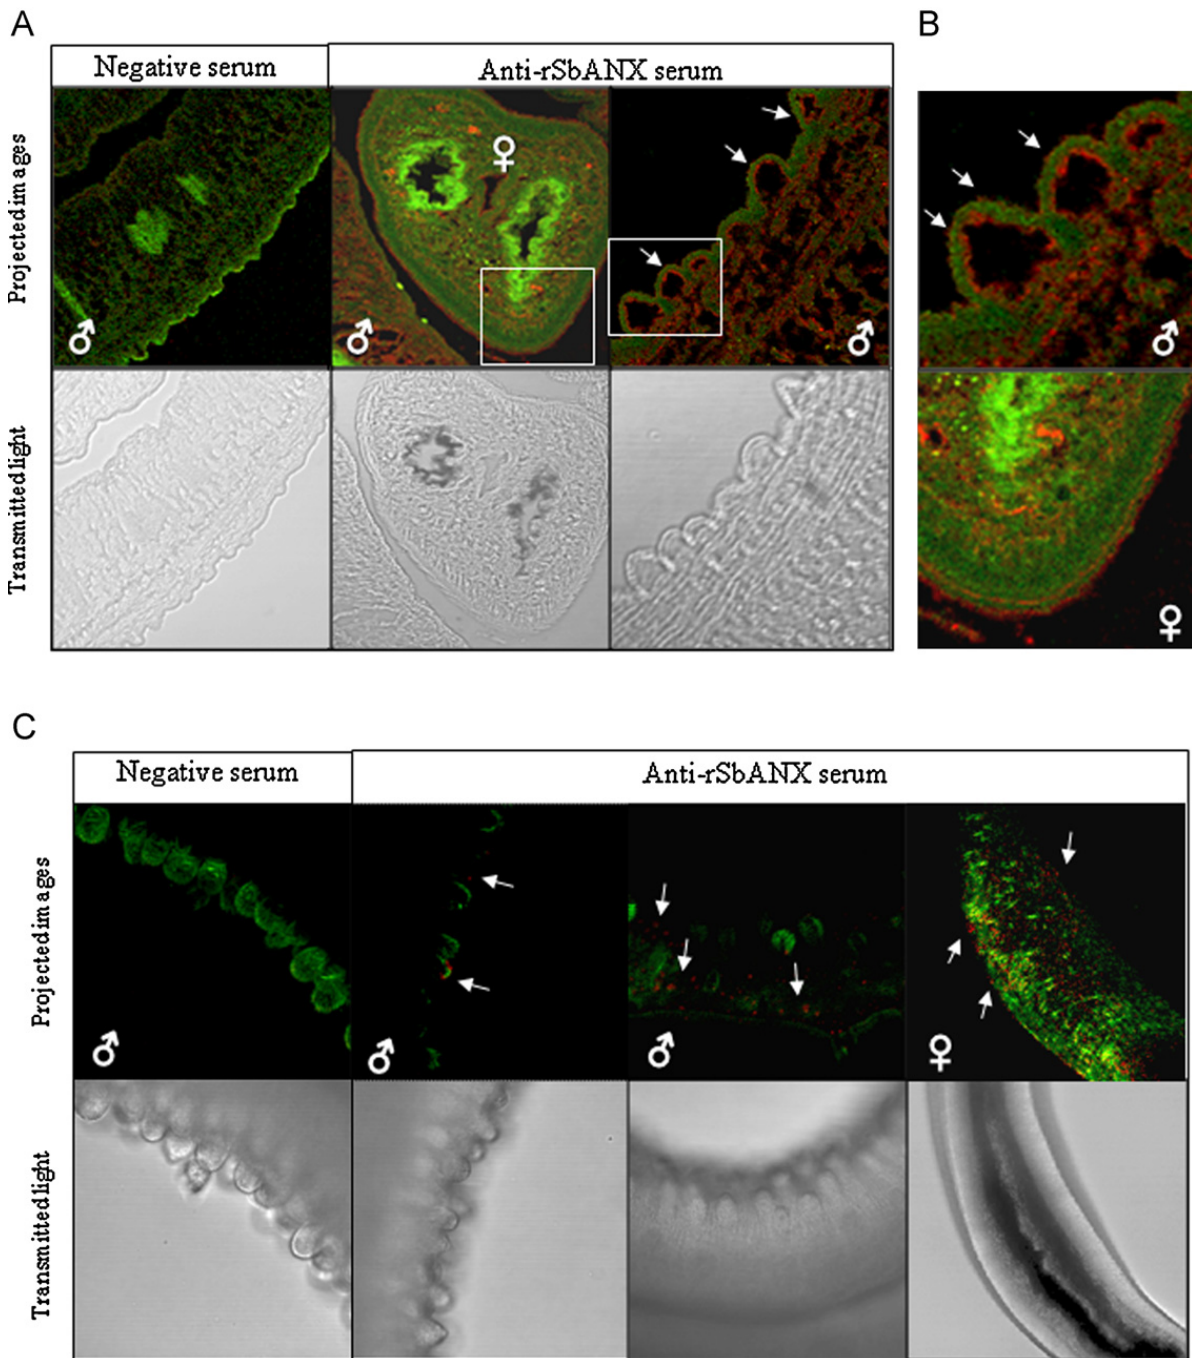 A
B
Negative serum
Anti-rSbANX serum
Projected images
♂
♀
♂
♂
♂
Transmitted light
♀
C
Negative serum
Anti-rSbANX serum
Projected images
♂
♂
♂
♀
Transmitted light